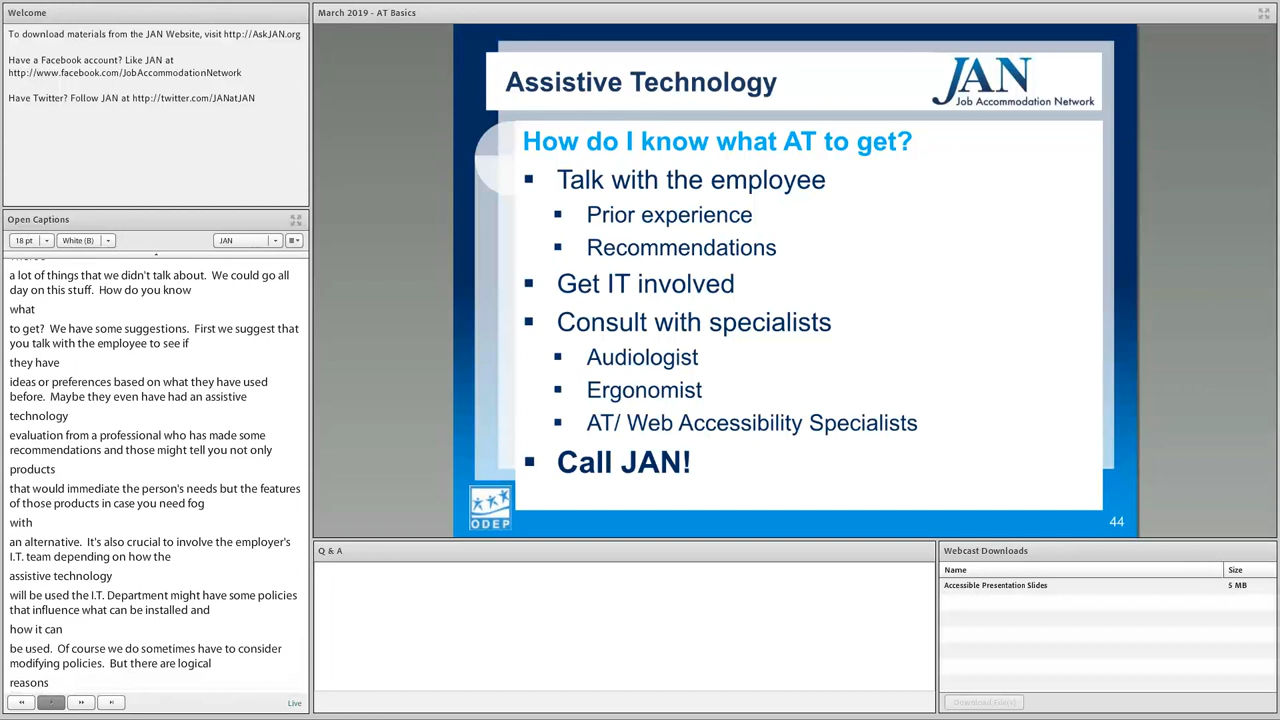 Welcome
To download materials from the JAN Website, visit http://AskJAN.org
Have a Facebook account? Like JAN at
http://www.facebook.com/JobAccommodationNetwork
Have Twitter? Follow JAN at http://twitter.com/JANatJAN
Open Captions
18 pt
White (B)
JAN
a lot of things that we didn't talk about. We could go all
day on this stuff. How do you know
what
to get? We have some suggestions. First we suggest that
you talk with the employee to see if
they have
ideas or preferences based on what they have used
before. Maybe they even have had an assistive
technology
evaluation from a professional who has made some
recommendations and those might tell you not only
products
that would immediate the person's needs but the features
of those products in case you need fog
with
an alternative. It's also crucial to involve the employer's
I.T. team depending on how the
assistive technology
will be used the I.T. Department might have some policies
that influence what can be installed and
how it can
be used. Of course we do sometimes have to consider
modifying policies. But there are logical
reasons
Live
March 2019 - AT Basics
Assistive Technology
JAN
Job Accommodation Network
How do I know what AT to get?
Talk with the employee
Prior experience
Recommendations
Get IT involved
Consult with specialists
Audiologist
Ergonomist
AT/ Web Accessibility Specialists
Call JAN!
ODEP
44
Q & A
Webcast Downloads
Name Size
Accessible Presentation Slides 5 MB
Download File(s)